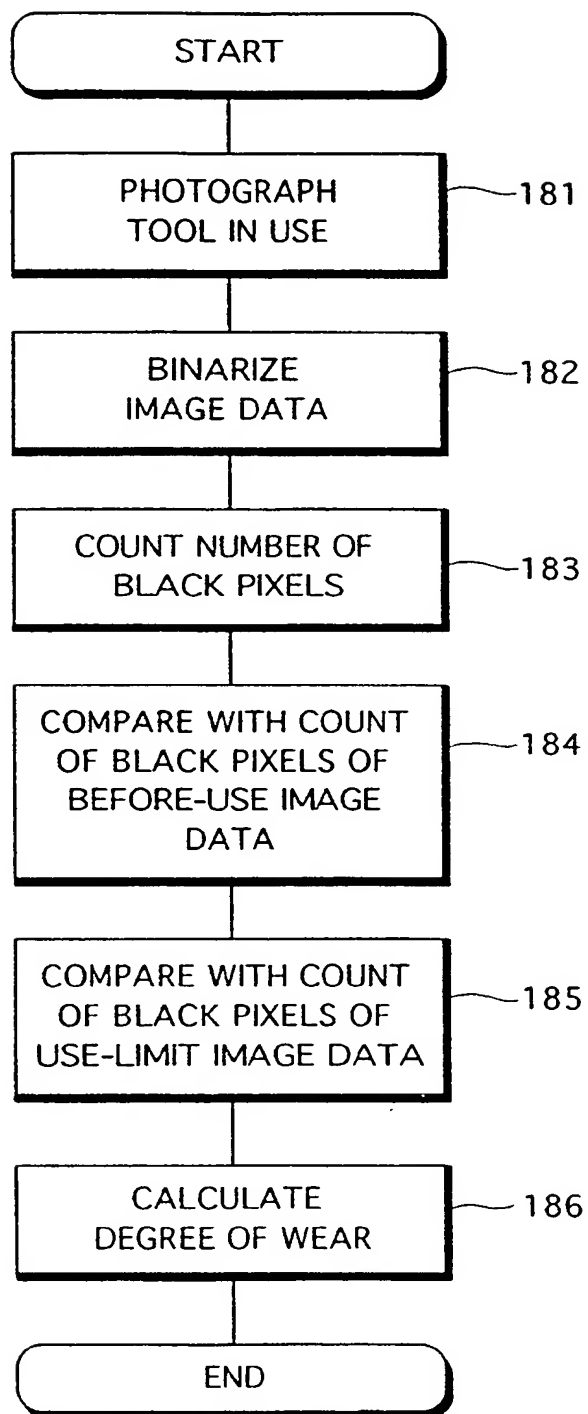 START
PHOTOGRAPH
TOOL IN USE
181
BINARIZE
IMAGE DATA
182
COUNT NUMBER OF
BLACK PIXELS
183
COMPARE WITH COUNT
OF BLACK PIXELS OF
BEFORE-USE IMAGE
DATA
184
COMPARE WITH COUNT
OF BLACK PIXELS OF
USE-LIMIT IMAGE DATA
185
CALCULATE
DEGREE OF WEAR
186
END